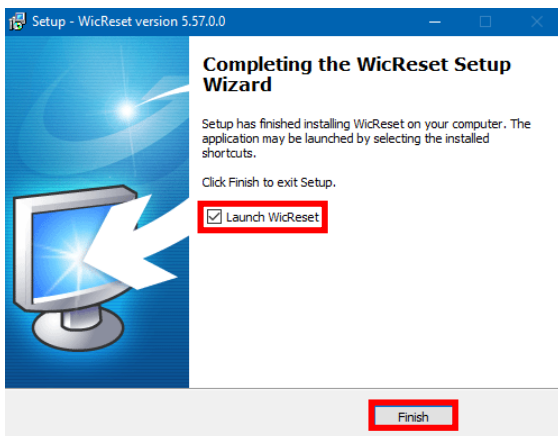 Setup - WicReset version 5.57.0.0
Completing the WicReset Setup
Wizard
Setup has finished installing WicReset on your computer. The
application may be launched by selecting the installed
shortcuts.
Click Finish to exit Setup.
Launch WicReset
Finish